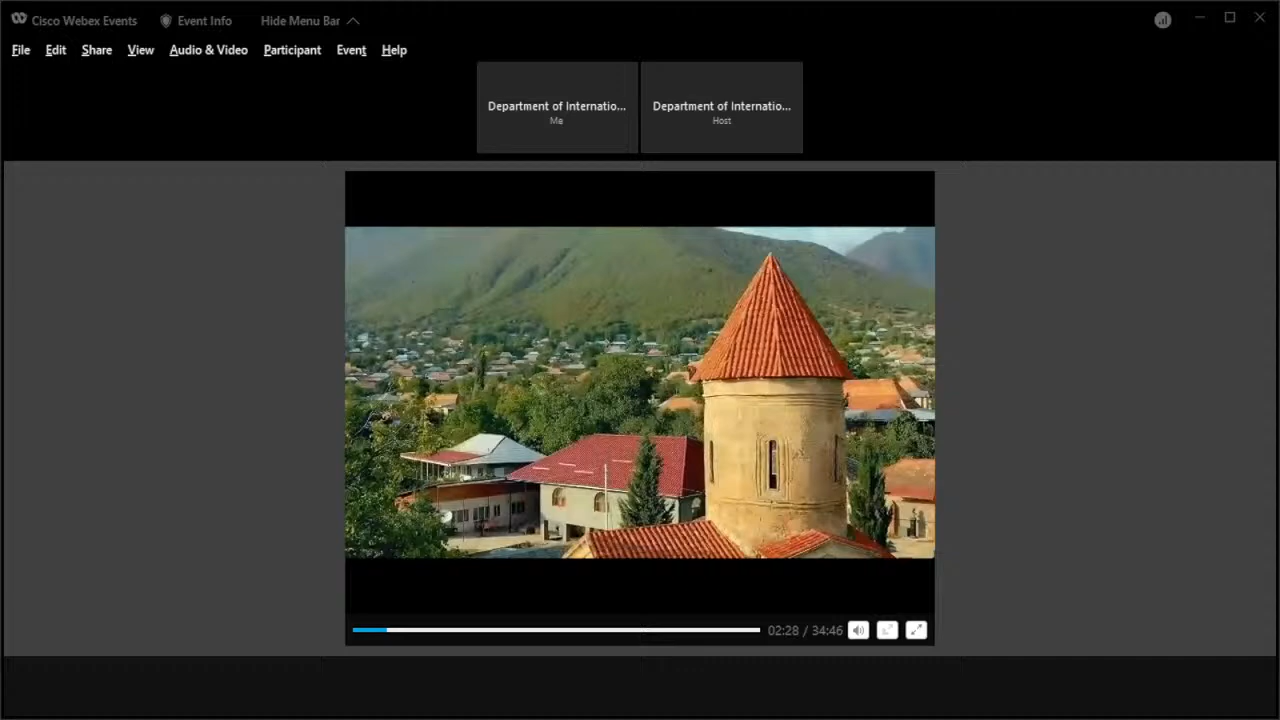 Cisco Webex Events Event Info Hide Menu Bar
File Edit Share View Audio & Video Participant Event Help
Department of Internatio... Department of Internatio...
Me Host
02:28 / 34:46